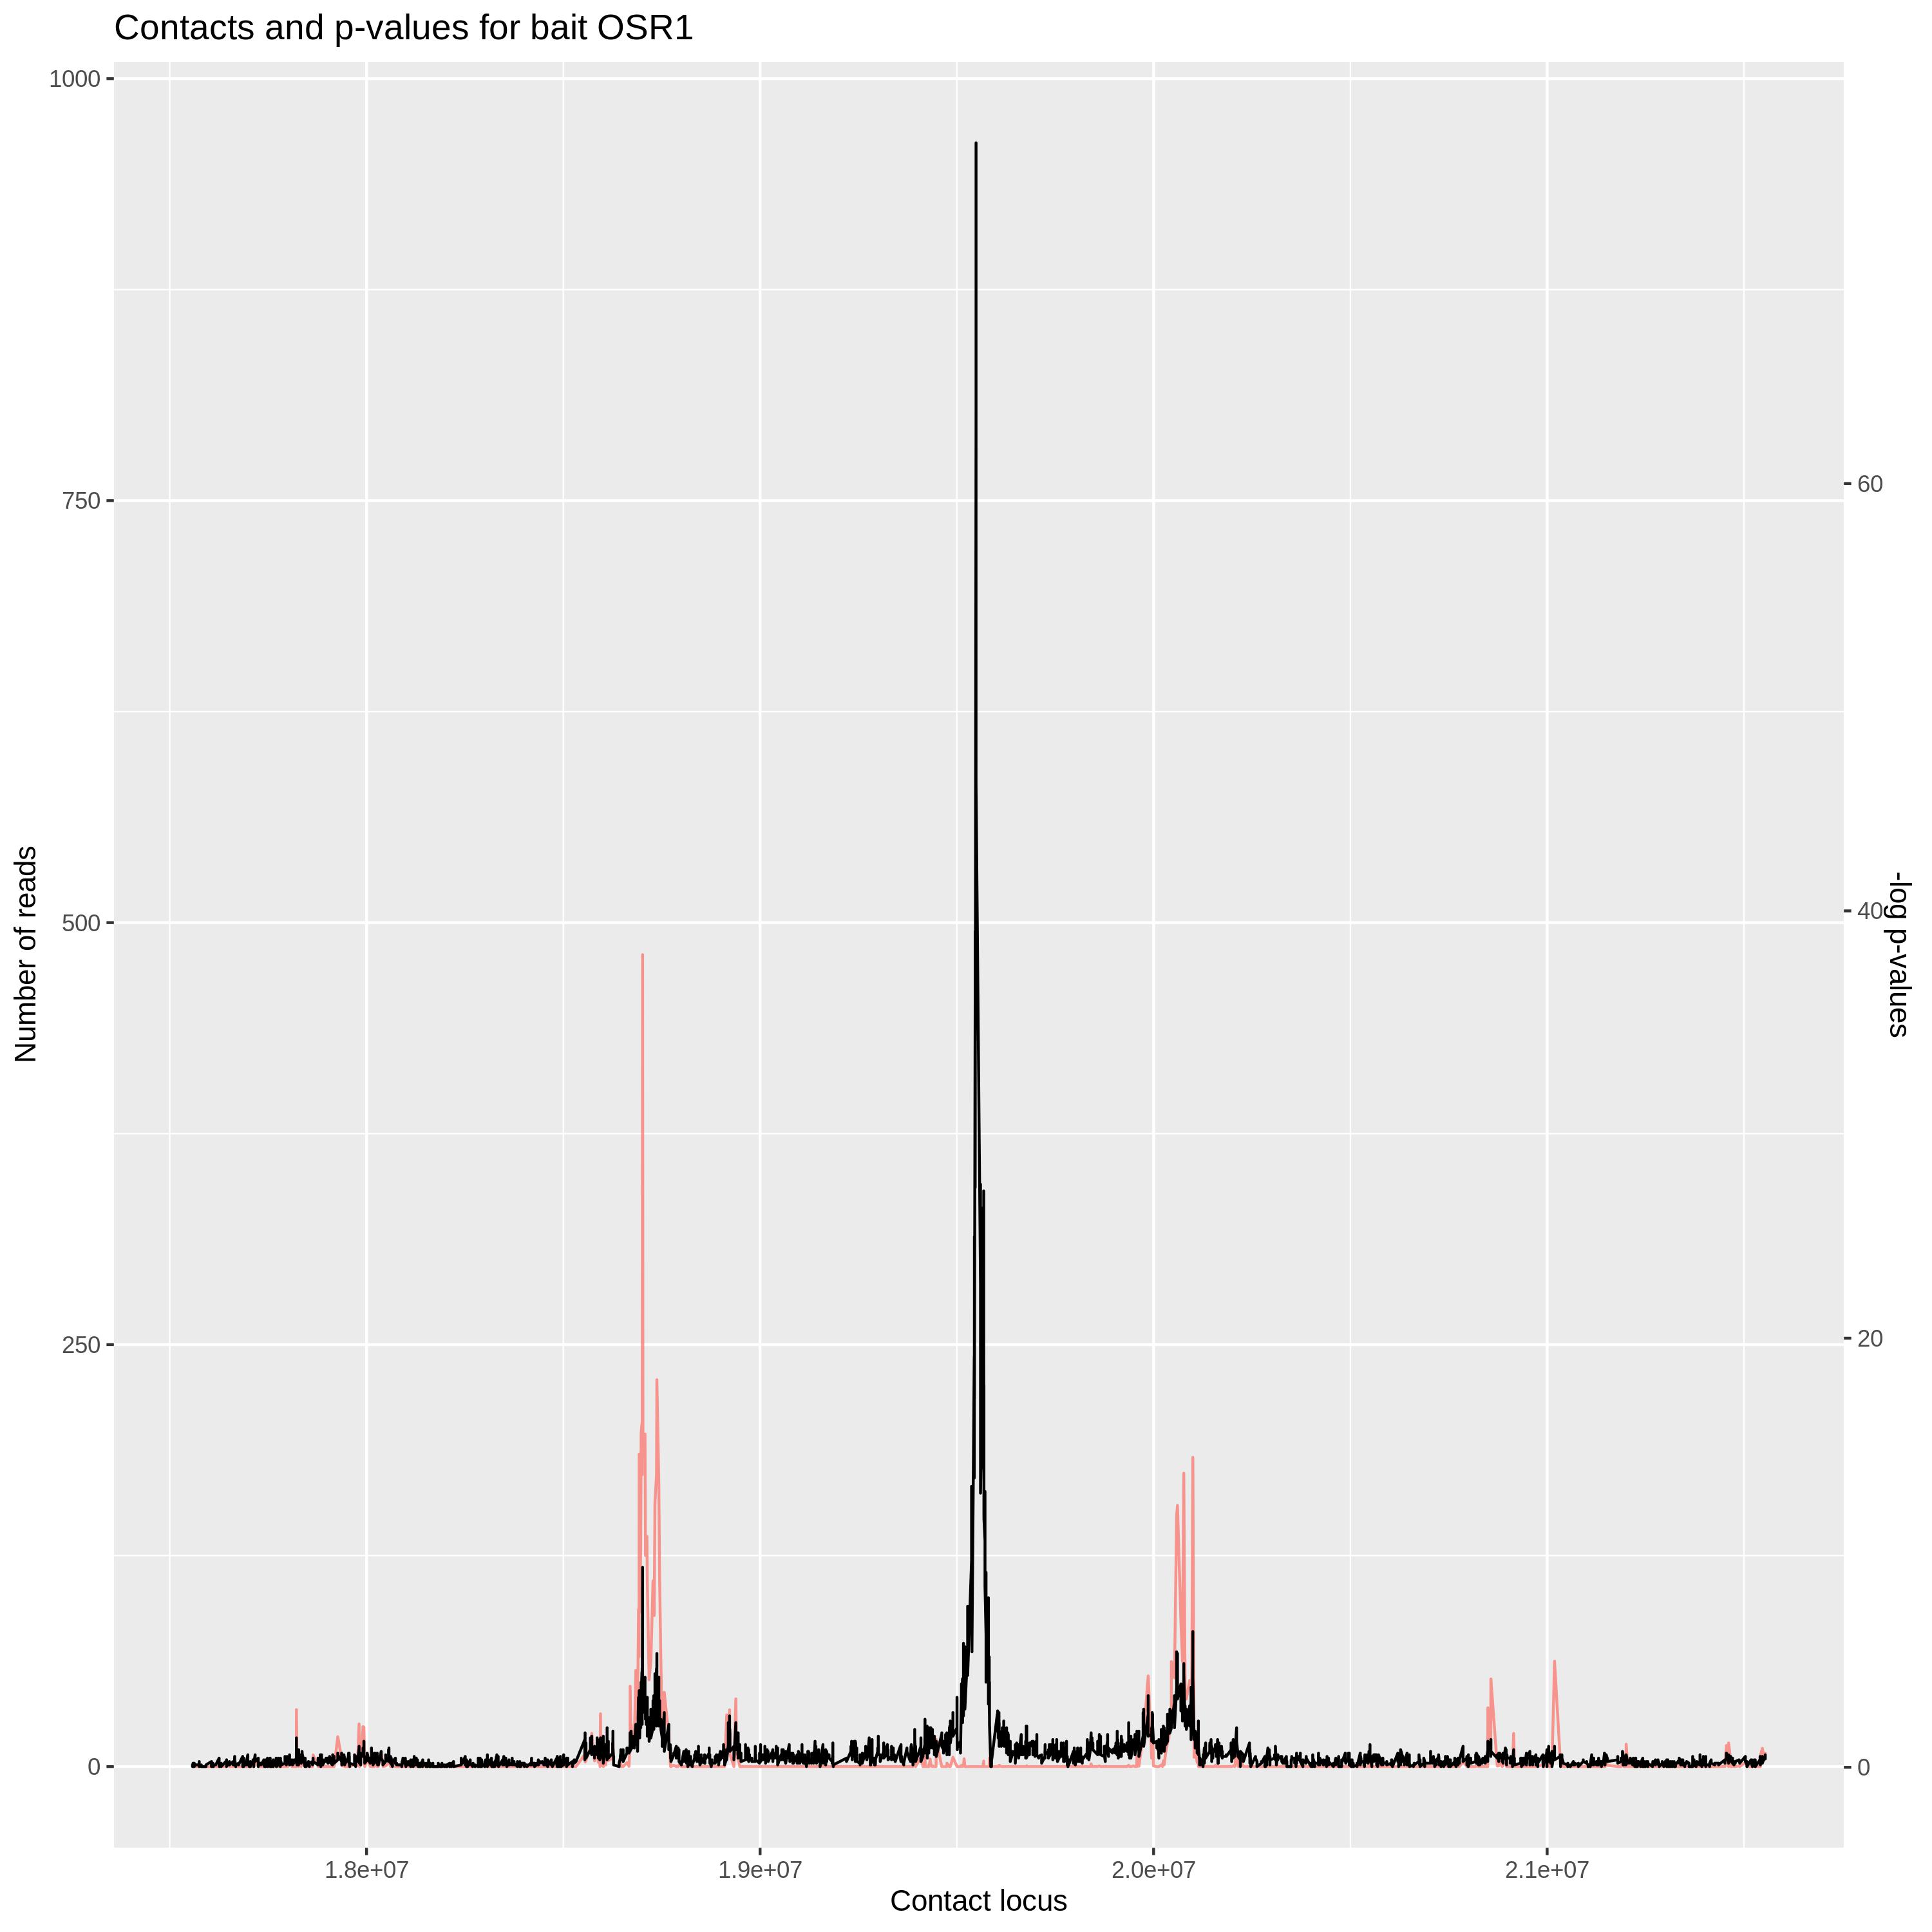 Contacts and p-values for bait OSR1
1000
750
500
250
0
Number of reads
60
40
20
0
-log p-values
1.8e+07
1.9e+07
2.0e+07
2.1e+07
Contact locus